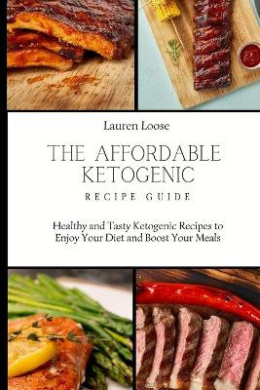 Lauren Loose
THE AFFORDABLE
KETOGENIC
RECIPE GUIDE
Healthy and Tasty Ketogenic Recipes to
Enjoy Your Diet and Boost Your Meals